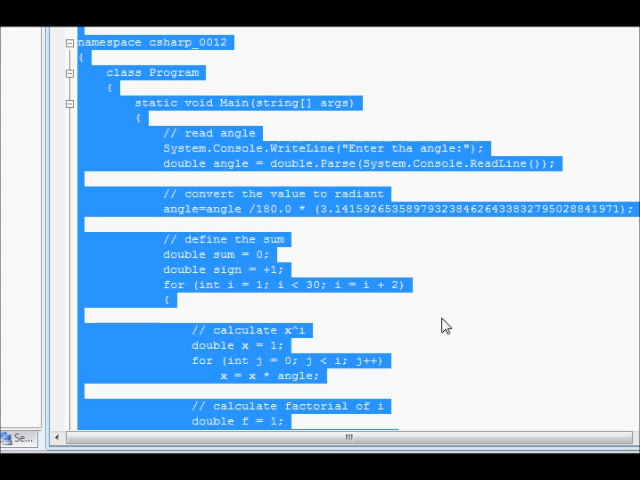 namespace csharp_0012
{
class Program
{
static void Main(string[] args)
{
// read angle
System.Console.WriteLine("Enter tha angle:");
double angle = double.Parse(System.Console.ReadLine());
// convert the value to radiant
angle=angle /180.0 * (3.1415926535897932384626433832795028841971);
// define the sum
double sum = 0;
double sign = +1;
for (int i = 1; i < 30; i = i + 2)
{
// calculate x^i
double x = 1;
for (int j = 0; j < i; j++)
x = x * angle;
// calculate factorial of i
double f = 1;
Se...